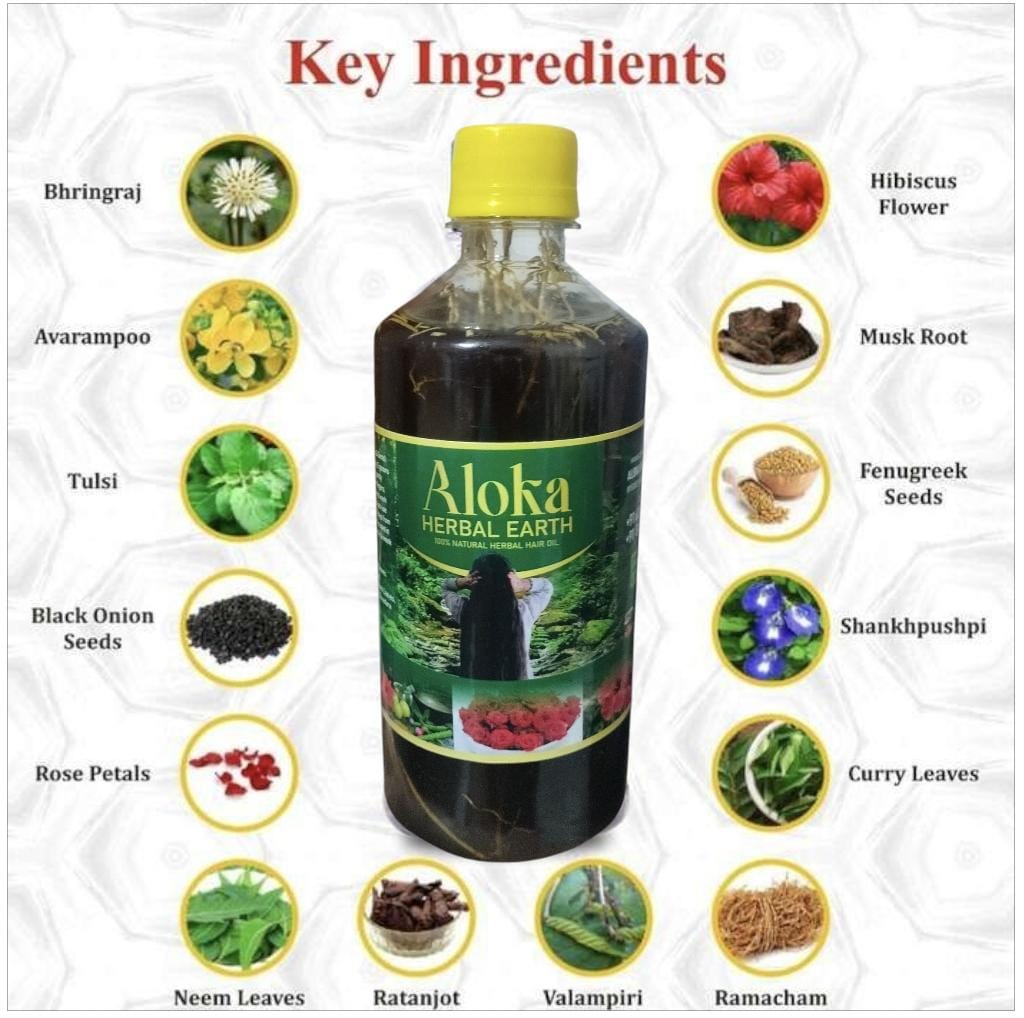 Key Ingredients
Bhringraj
Hibiscus
Flower
Avarampoo
Musk Root
Aloka
HERBAL EARTH
100% NATURAL HERBAL HAIR OIL
Tulsi
Fenugreek
Seeds
Black Onion
Seeds
Shankhpushpi
Rose Petals
Curry Leaves
Neem Leaves
Ratanjot
Valampiri
Ramacham